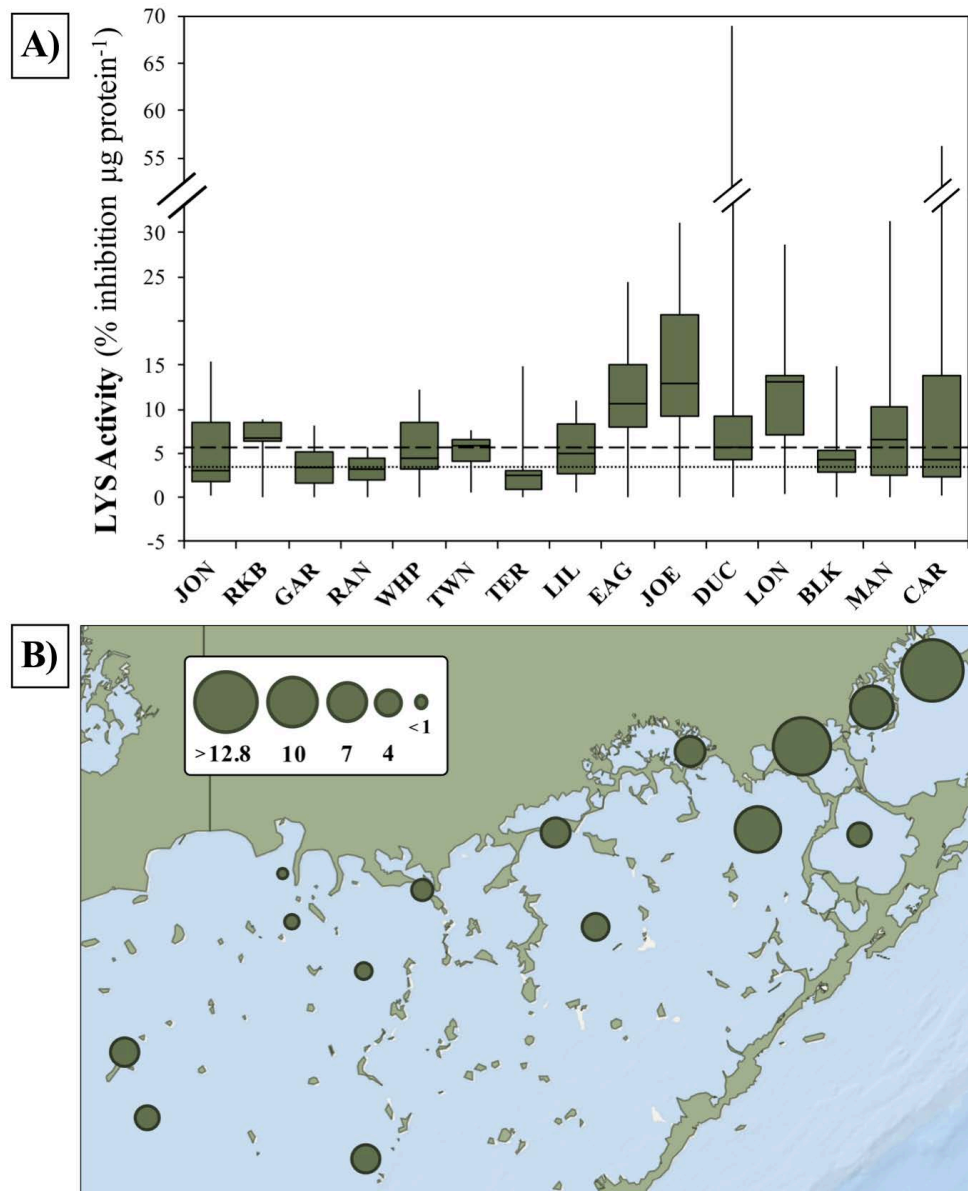 A)
LYS Activity (% inhibition µg protein⁻¹)
70
65
60
55
30
25
15
10
5
0
-5
JON RKB GAR RAN WHP TWN TER LIL EAG JOE DUC LON BLK MAN CAR
B)
>12.8 10 7 4 <1